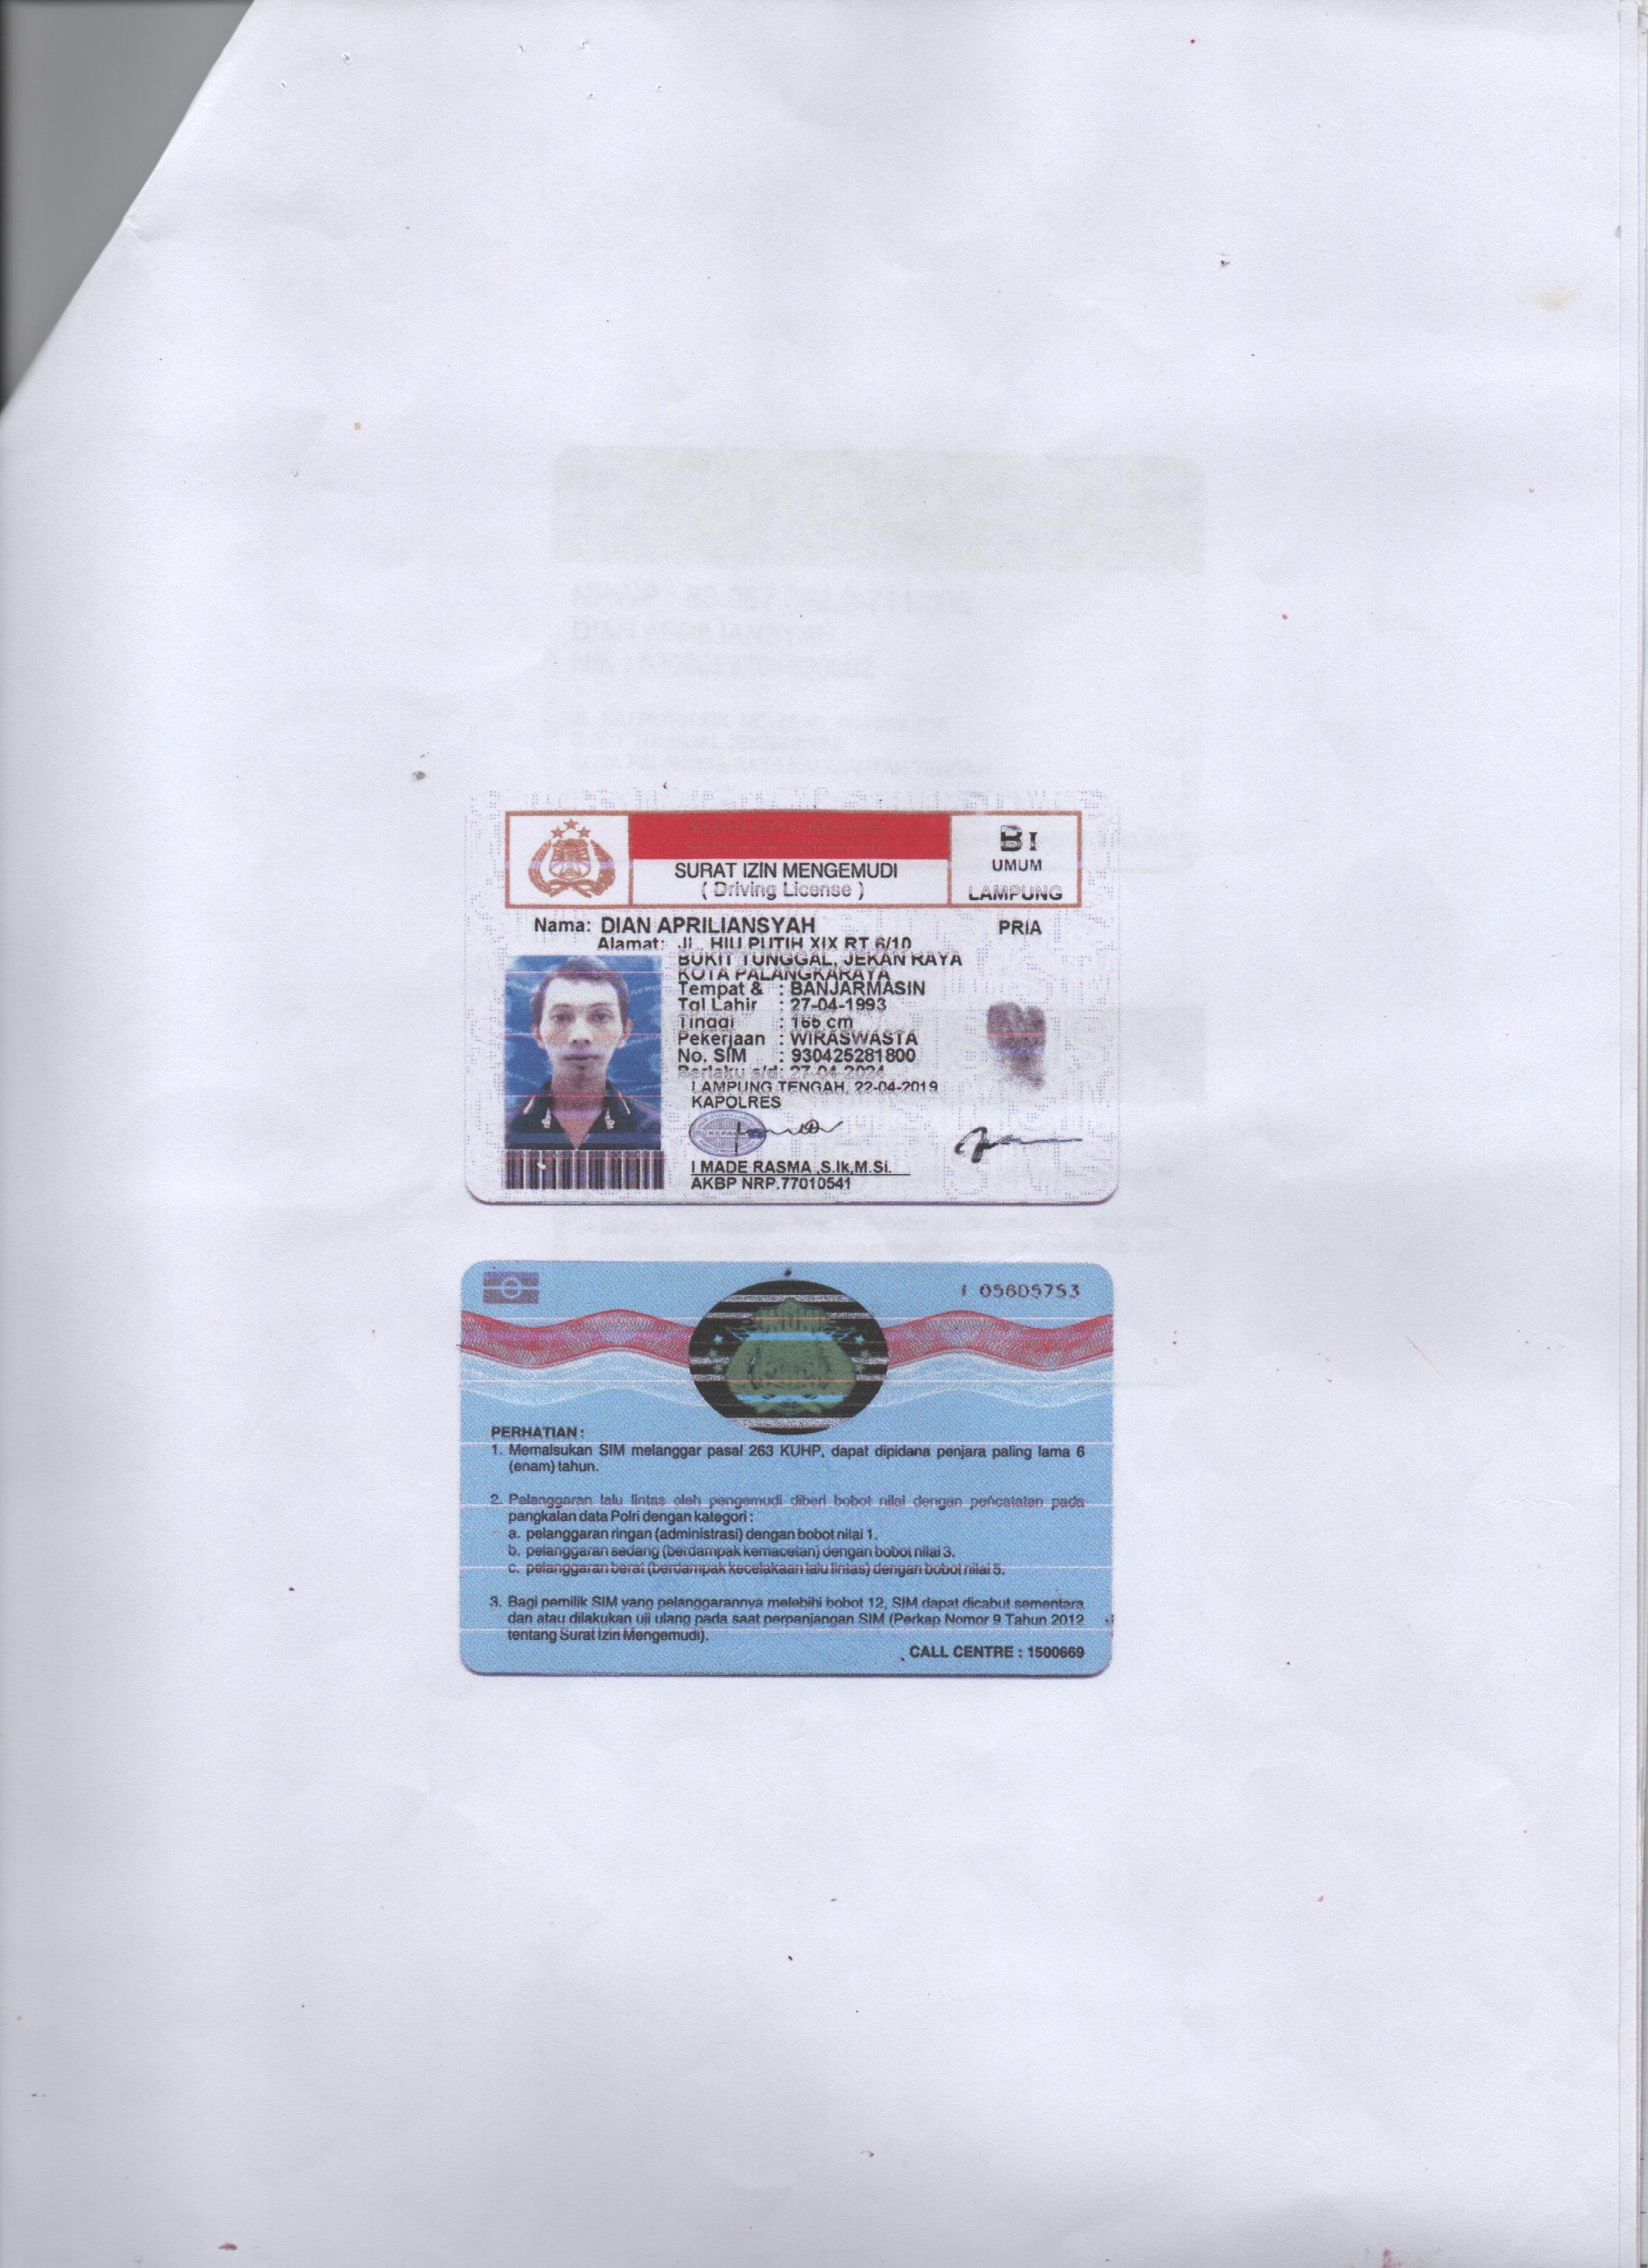 SURAT IZIN MENGEMUDI
( Driving License )
BI
UMUM
LAMPUNG
Nama: DIAN APRILIANSYAH
PRIA
Alamat: JL. HIU PUTIH XIX RT 6/10
BUKIT TUNGGAL, JEKAN RAYA
KOTA PALANGKARAYA
Tempat & : BANJARMASIN
Tgl Lahir : 27-04-1993
Tinggi : 165 cm
Pekerjaan : WIRASWASTA
No. SIM : 930425281800
Berlaku s/d: 27-04-2024
LAMPUNG TENGAH, 22-04-2019
KAPOLRES
I MADE RASMA ,S.Ik,M.Si.
AKBP NRP.77010541
05605753
PERHATIAN :
1. Memalsukan SIM melanggar pasal 263 KUHP, dapat dipidana penjara paling lama 6
(enam) tahun.
2. Pelanggaran lalu lintas oleh pengemudi diberi bobot nilai dengan pencatatan pada
pangkalan data Polri dengan kategori :
a. pelanggaran ringan (administrasi) dengan bobot nilai 1.
b. pelanggaran sedang (berdampak kemacetan) dengan bobot nilai 3.
c. pelanggaran berat (berdampak kecelakaan lalu lintas) dengan bobot nilai 5.
3. Bagi pemilik SIM yang pelanggarannya melebihi bobot 12, SIM dapat dicabut sementara
dan atau dilakukan uji ulang pada saat perpanjangan SIM (Perkap Nomor 9 Tahun 2012
tentang Surat Izin Mengemudi).
CALL CENTRE : 1500669